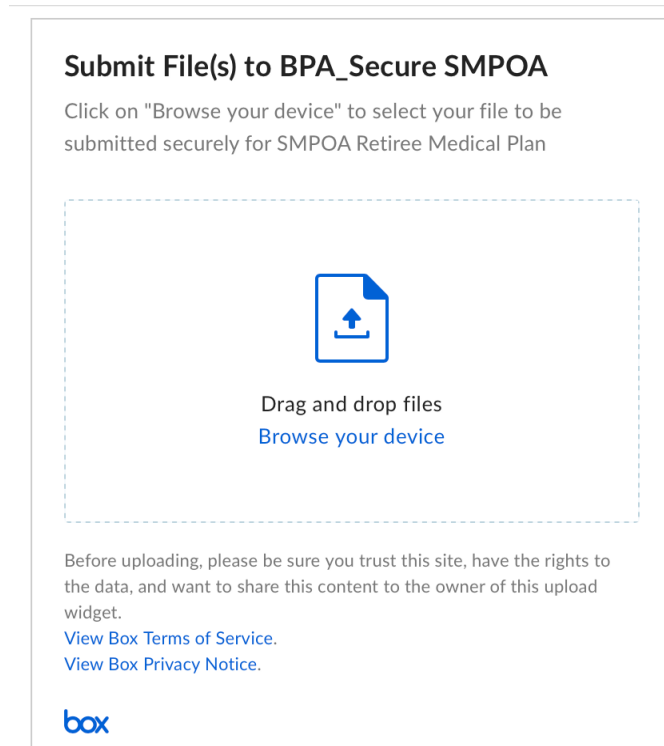 Submit File(s) to BPA_Secure SMPOA
Click on "Browse your device" to select your file to be
submitted securely for SMPOA Retiree Medical Plan
Drag and drop files
Browse your device
Before uploading, please be sure you trust this site, have the rights to
the data, and want to share this content to the owner of this upload
widget.
View Box Terms of Service.
View Box Privacy Notice.
box